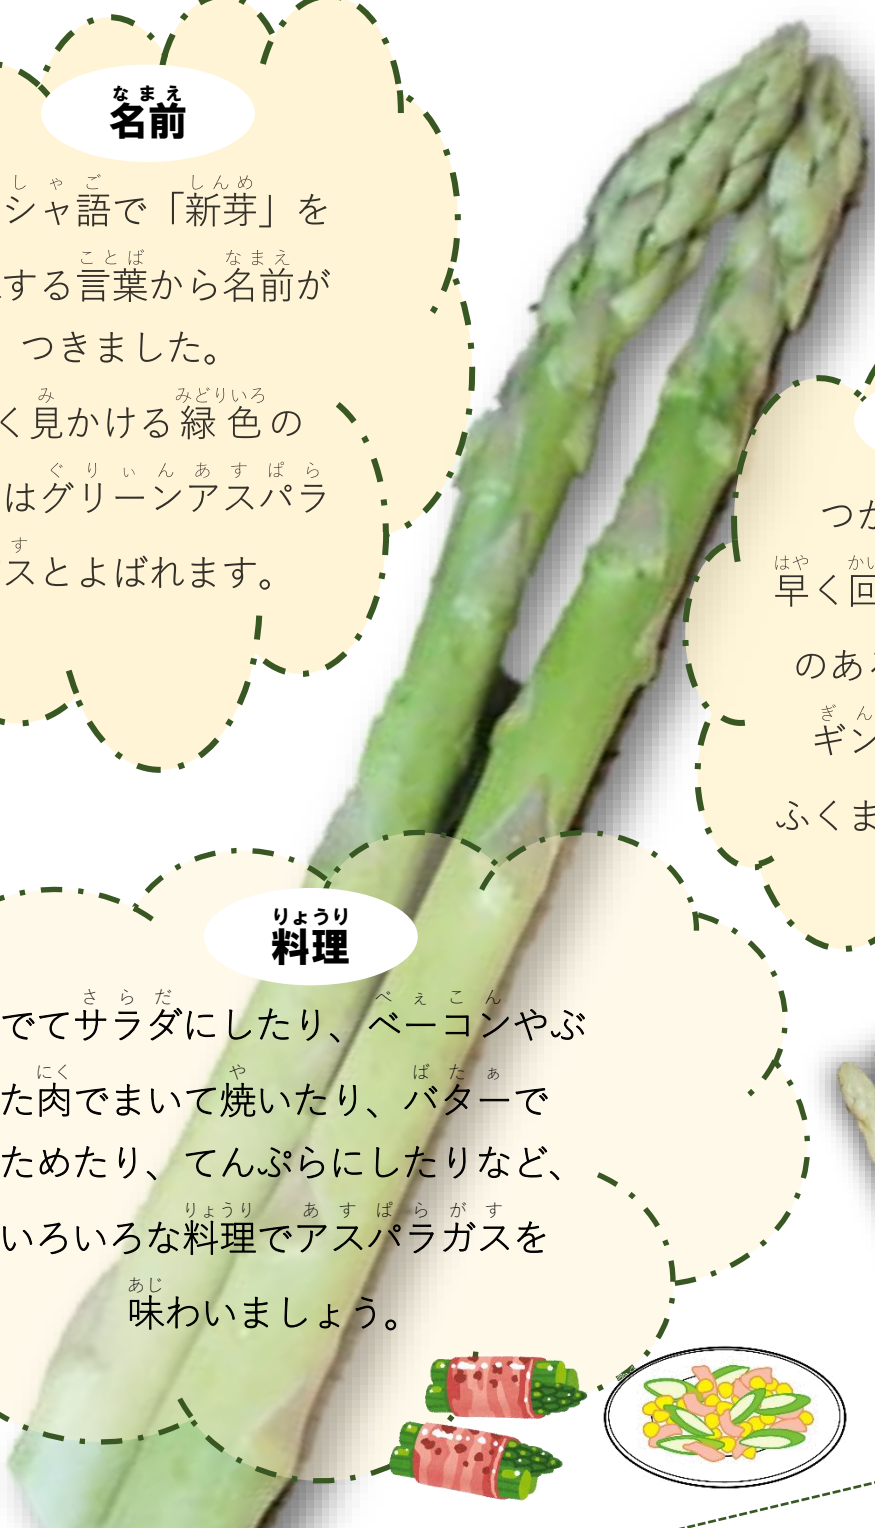 名前
シャ語で「新芽」を
する言葉から名前が
つきました。
く見かける緑色の
はグリーンアスパラ
スとよばれます。
つか
早く回
のある
ギン
ふくま
料理
でてサラダにしたり、ベーコンやぶ
た肉でまいて焼いたり、バターで
ためたり、てんぷらにしたりなど、
いろいろな料理でアスパラガスを
味わいましょう。